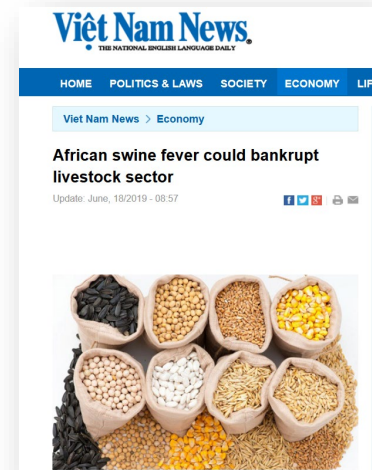 Việt Nam News
THE NATIONAL ENGLISH LANGUAGE DAILY
HOME POLITICS & LAWS SOCIETY ECONOMY LIF
Viet Nam News > Economy
African swine fever could bankrupt
livestock sector
Update: June, 18/2019 - 08:57